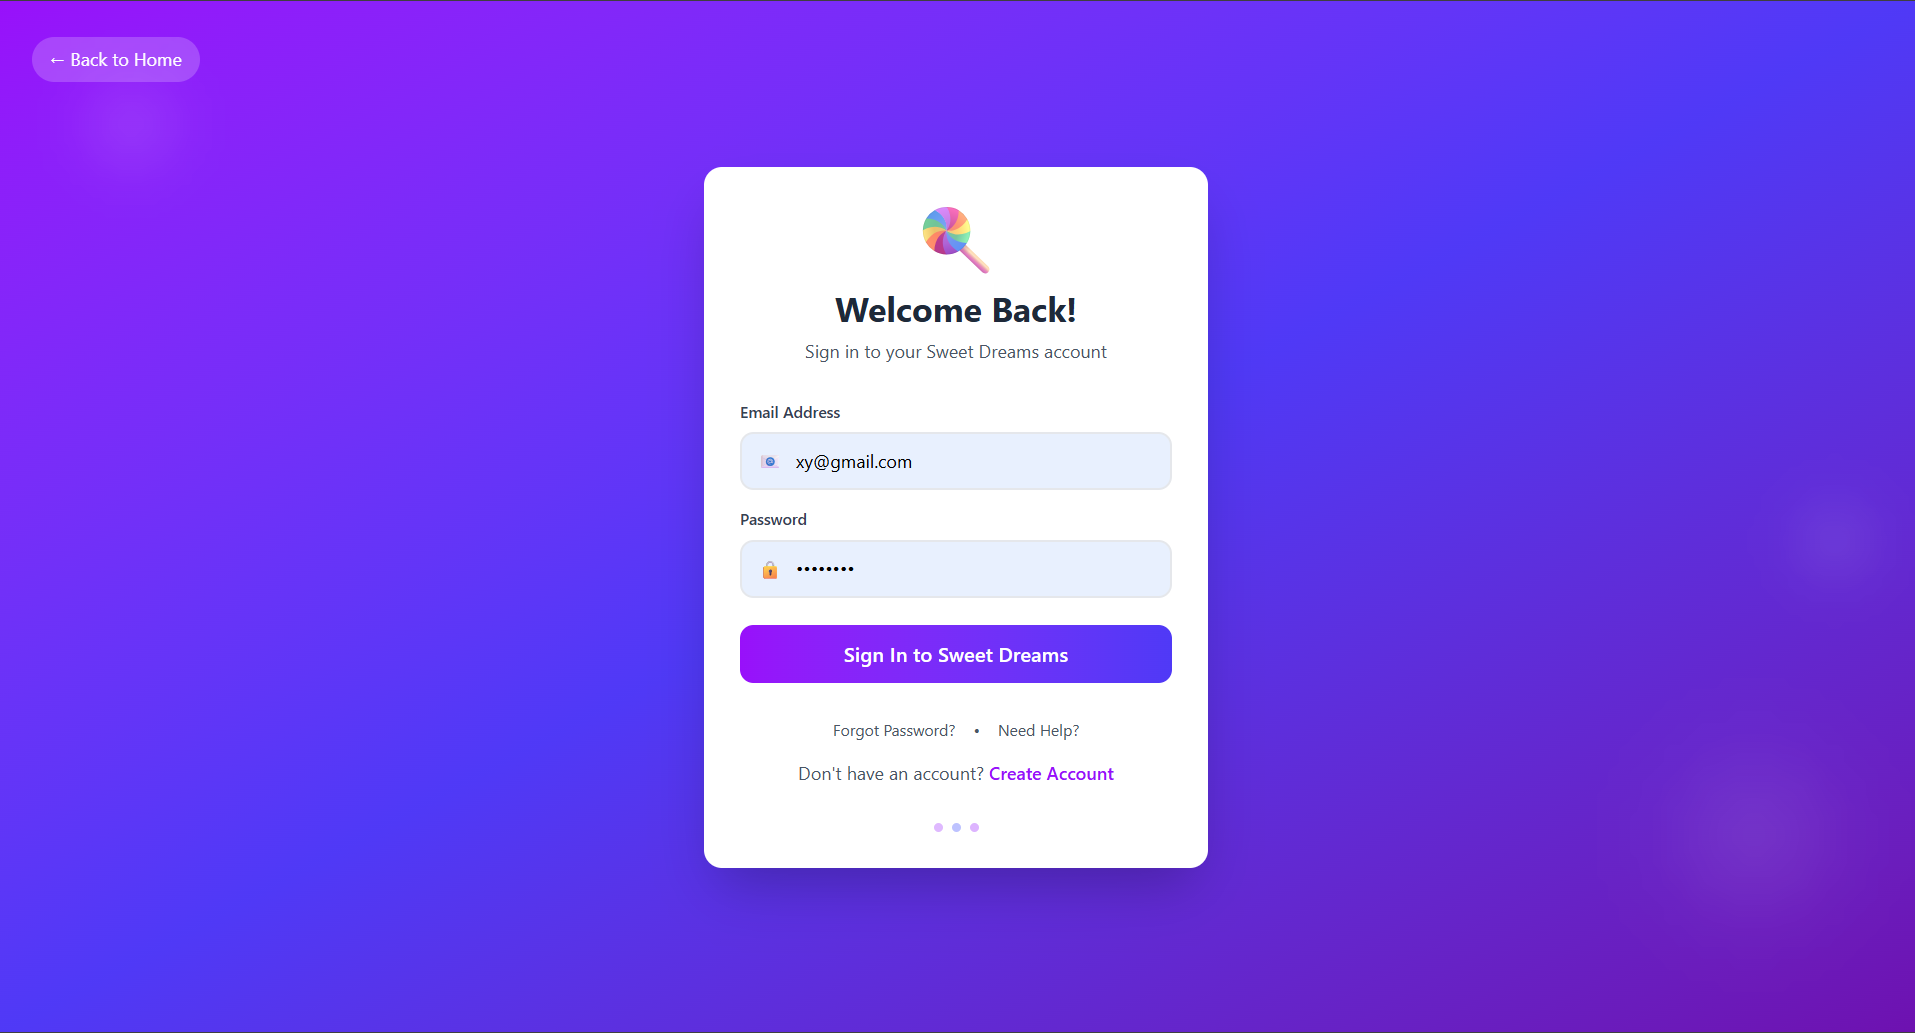 ← Back to Home
Welcome Back!
Sign in to your Sweet Dreams account
Email Address
xy@gmail.com
Password
••••••••
Sign In to Sweet Dreams
Forgot Password? • Need Help?
Don't have an account? Create Account